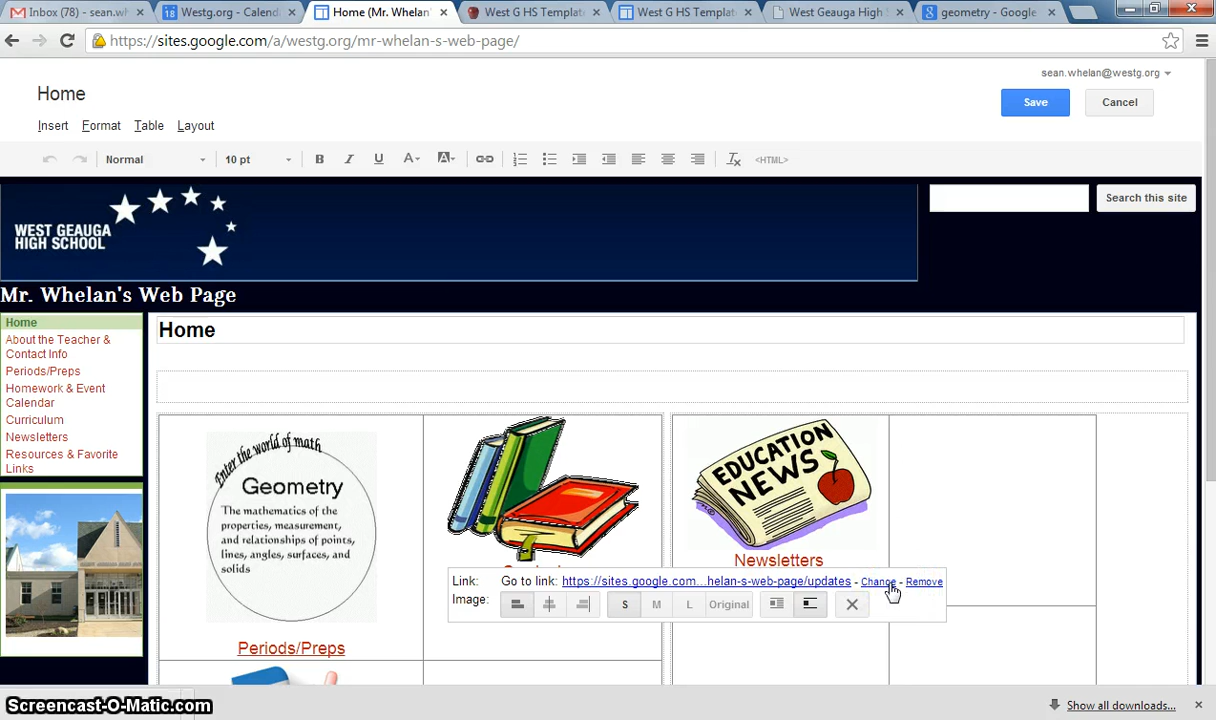 Inbox (78) - sean.w
Westg.org - Calend
Home (Mr. Whelan'
West G HS Templat
West G HS Templat
West Geauga High
geometry - Google
https://sites.google.com/a/westg.org/mr-whelan-s-web-page/
sean.whelan@westg.org
Home
Save
Cancel
Insert Format Table Layout
Normal
10 pt
B I U A A
<HTML>
WEST GEAUGA
HIGH SCHOOL
Search this site
Mr. Whelan's Web Page
Home
About the Teacher &
Contact Info
Periods/Preps
Homework & Event
Calendar
Curriculum
Newsletters
Resources & Favorite
Links
Home
Enter the world of math
Geometry
The mathematics of the
properties, measurement,
and relationships of points,
lines, angles, surfaces, and
solids
Periods/Preps
EDUCATION
NEWS
Newsletters
Link: Go to link: https://sites.google.com...helan-s-web-page/updates - Change - Remove
Image: S M L Original
Screencast-O-Matic.com
Show all downloads...